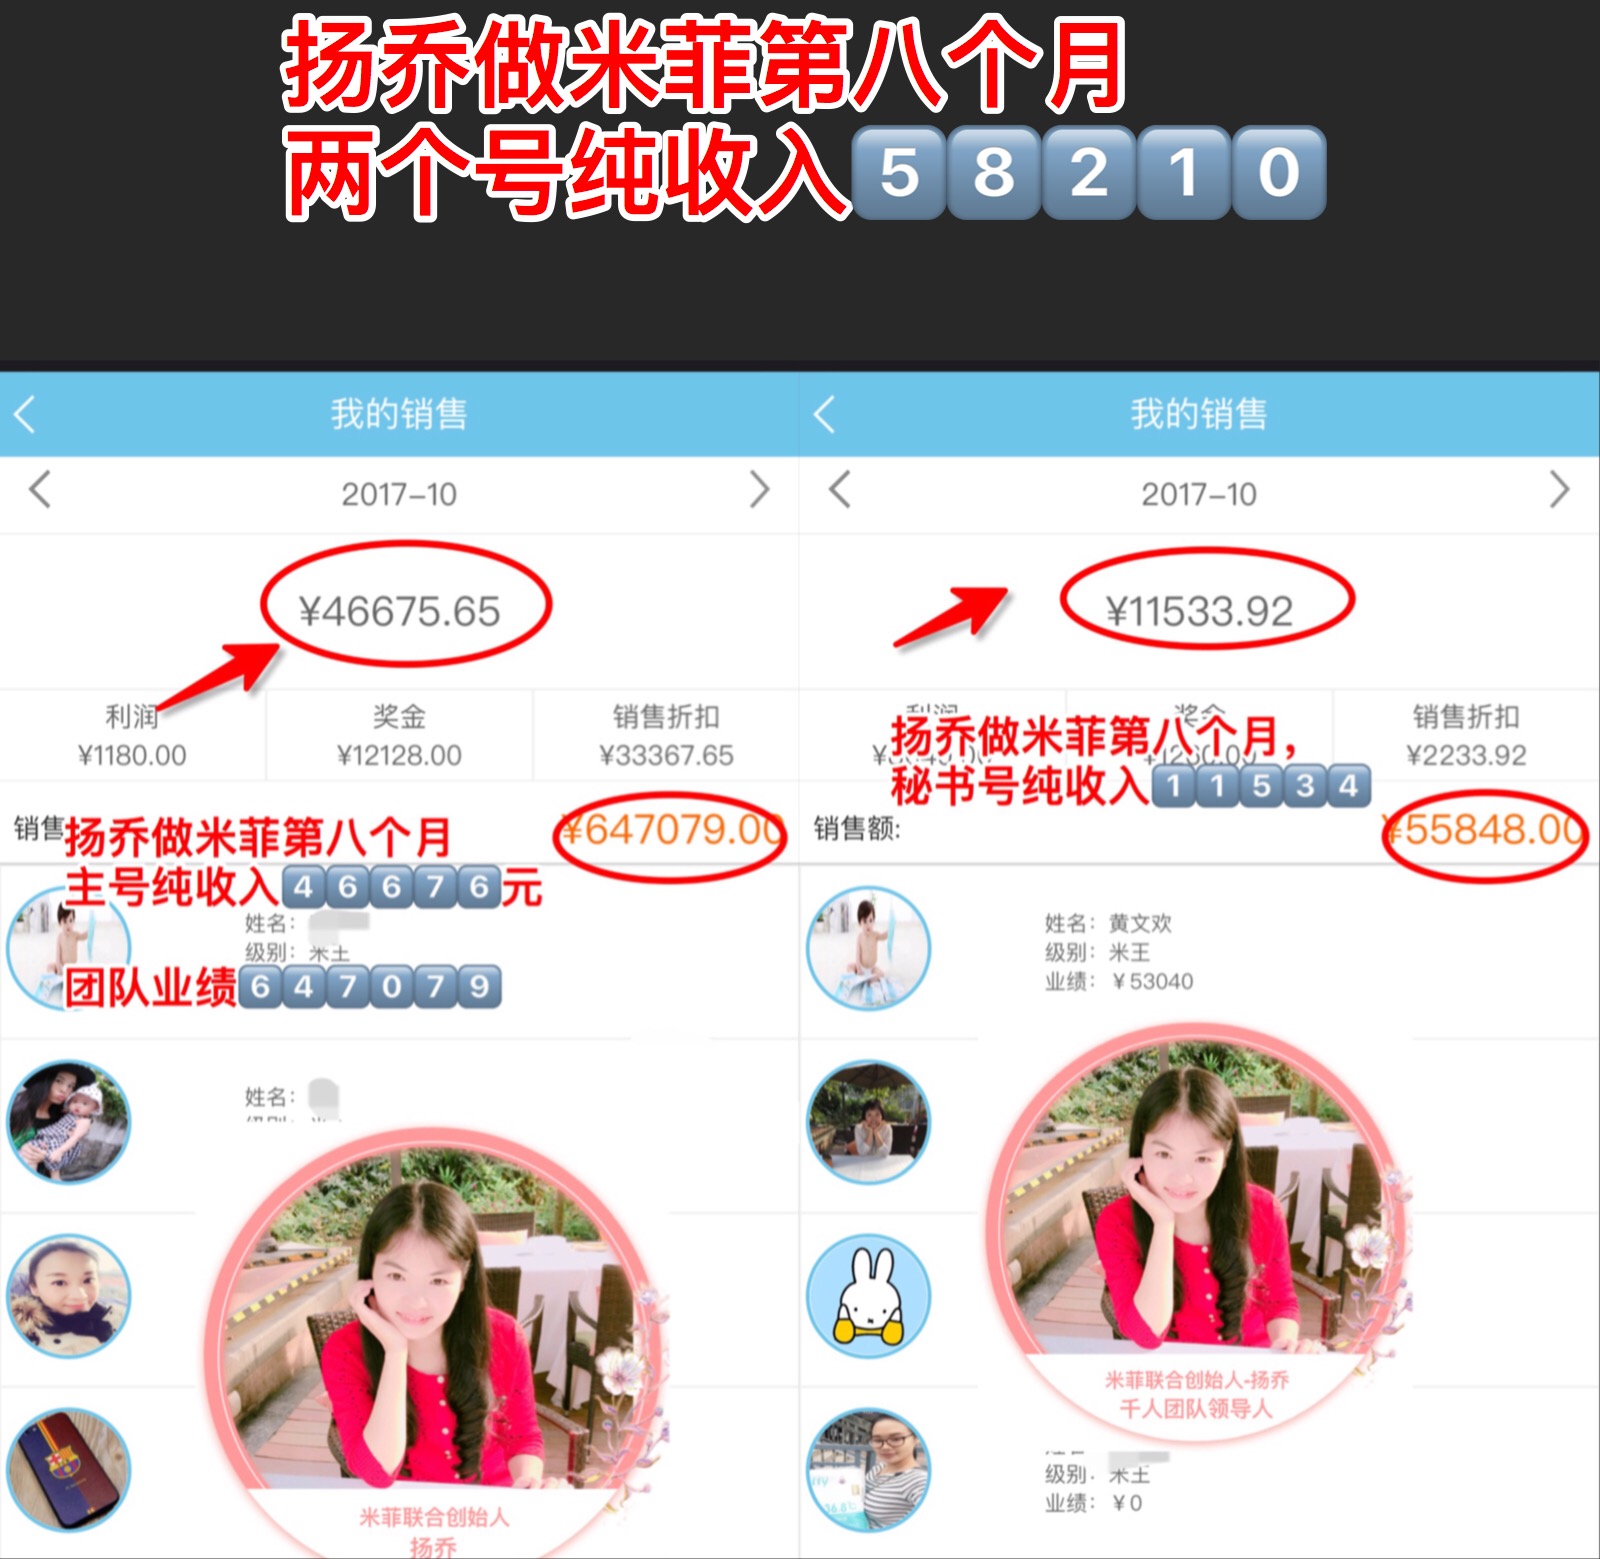 扬乔做米菲第八个月
两个号纯收入58210
我的销售
2017-10
¥46675.65
利润
奖金
销售折扣
¥1180.00
¥12128.00
¥33367.65
销售
¥647079.00
扬乔做米菲第八个月
主号纯收入46676元
姓名:
级别: 米王
团队业绩647079
姓名:
米菲联合创始人
扬乔
我的销售
2017-10
¥11533.92
利润
奖金
销售折扣
¥2233.92
扬乔做米菲第八个月,
秘书号纯收入11534
销售额:
¥55848.00
姓名: 黄文欢
级别: 米王
业绩: ¥53040
米菲联合创始人-扬乔
千人团队领导人
级别: 米王
业绩: ¥0